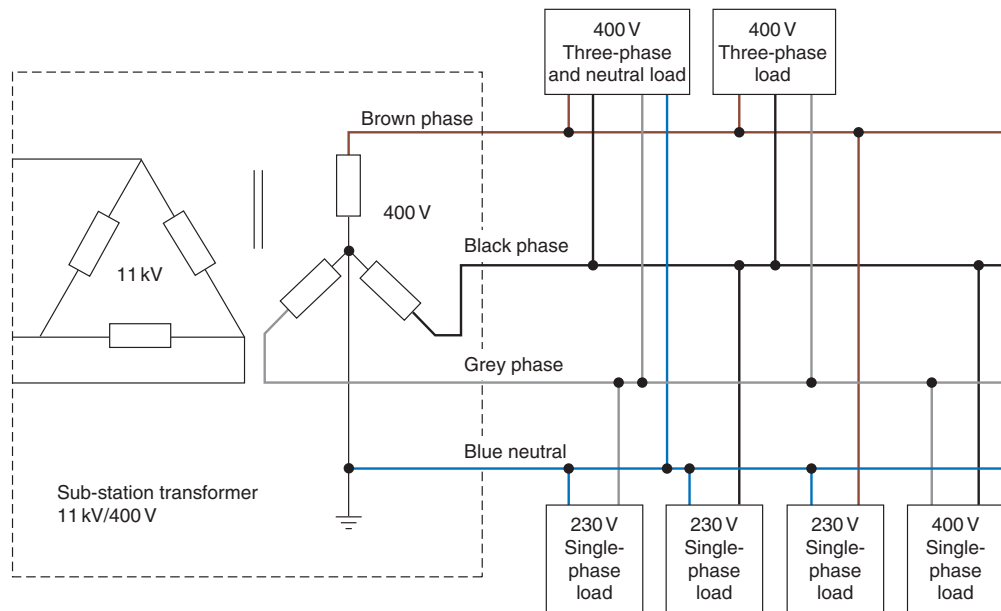 400 V
Three-phase
and neutral load
400 V
Three-phase
load
Brown phase
400 V
Black phase
11 kV
Grey phase
Blue neutral
Sub-station transformer
11 kV/400 V
230 V
Single-
phase
load
230 V
Single-
phase
load
230 V
Single-
phase
load
400 V
Single-
phase
load